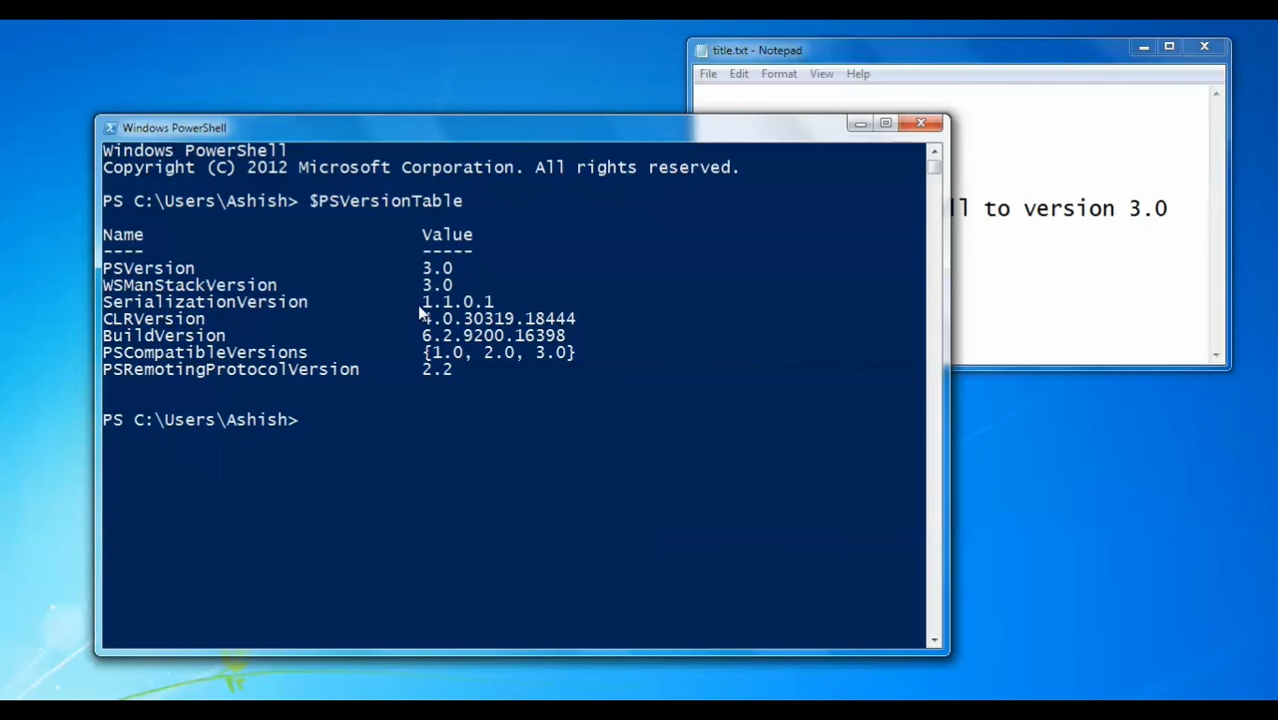 title.txt - Notepad
File Edit Format View Help
to version 3.0
Windows PowerShell
Windows PowerShell
Copyright (C) 2012 Microsoft Corporation. All rights reserved.
PS C:\Users\Ashish> $PSVersionTable
Name Value
---- -----
PSVersion 3.0
WSManStackVersion 3.0
SerializationVersion 1.1.0.1
CLRVersion 4.0.30319.18444
BuildVersion 6.2.9200.16398
PSCompatibleVersions {1.0, 2.0, 3.0}
PSRemotingProtocolVersion 2.2
PS C:\Users\Ashish>